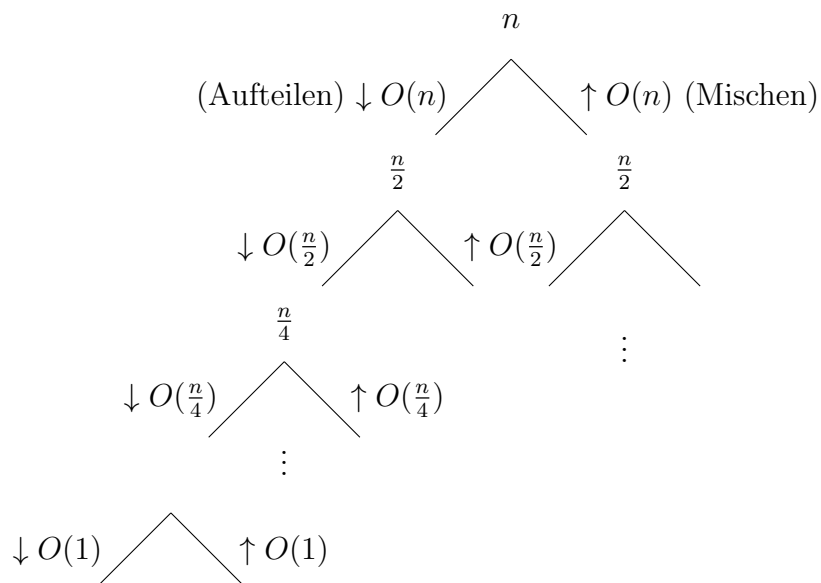 n
(Aufteilen) ↓ O(n) ↑ O(n) (Mischen)
n/2 n/2
↓ O(n/2) ↑ O(n/2)
n/4 ⋮
↓ O(n/4) ↑ O(n/4)
⋮
↓ O(1) ↑ O(1)